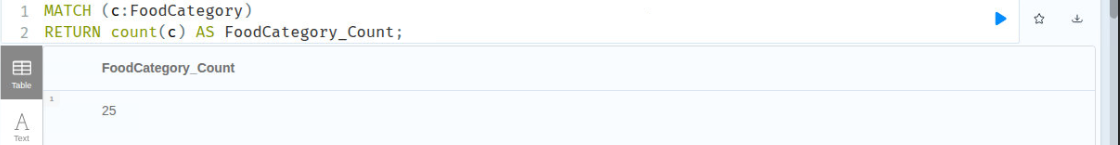 1 MATCH (c:FoodCategory)
2 RETURN count(c) AS FoodCategory_Count;
Table
FoodCategory_Count
1
25
A
Text